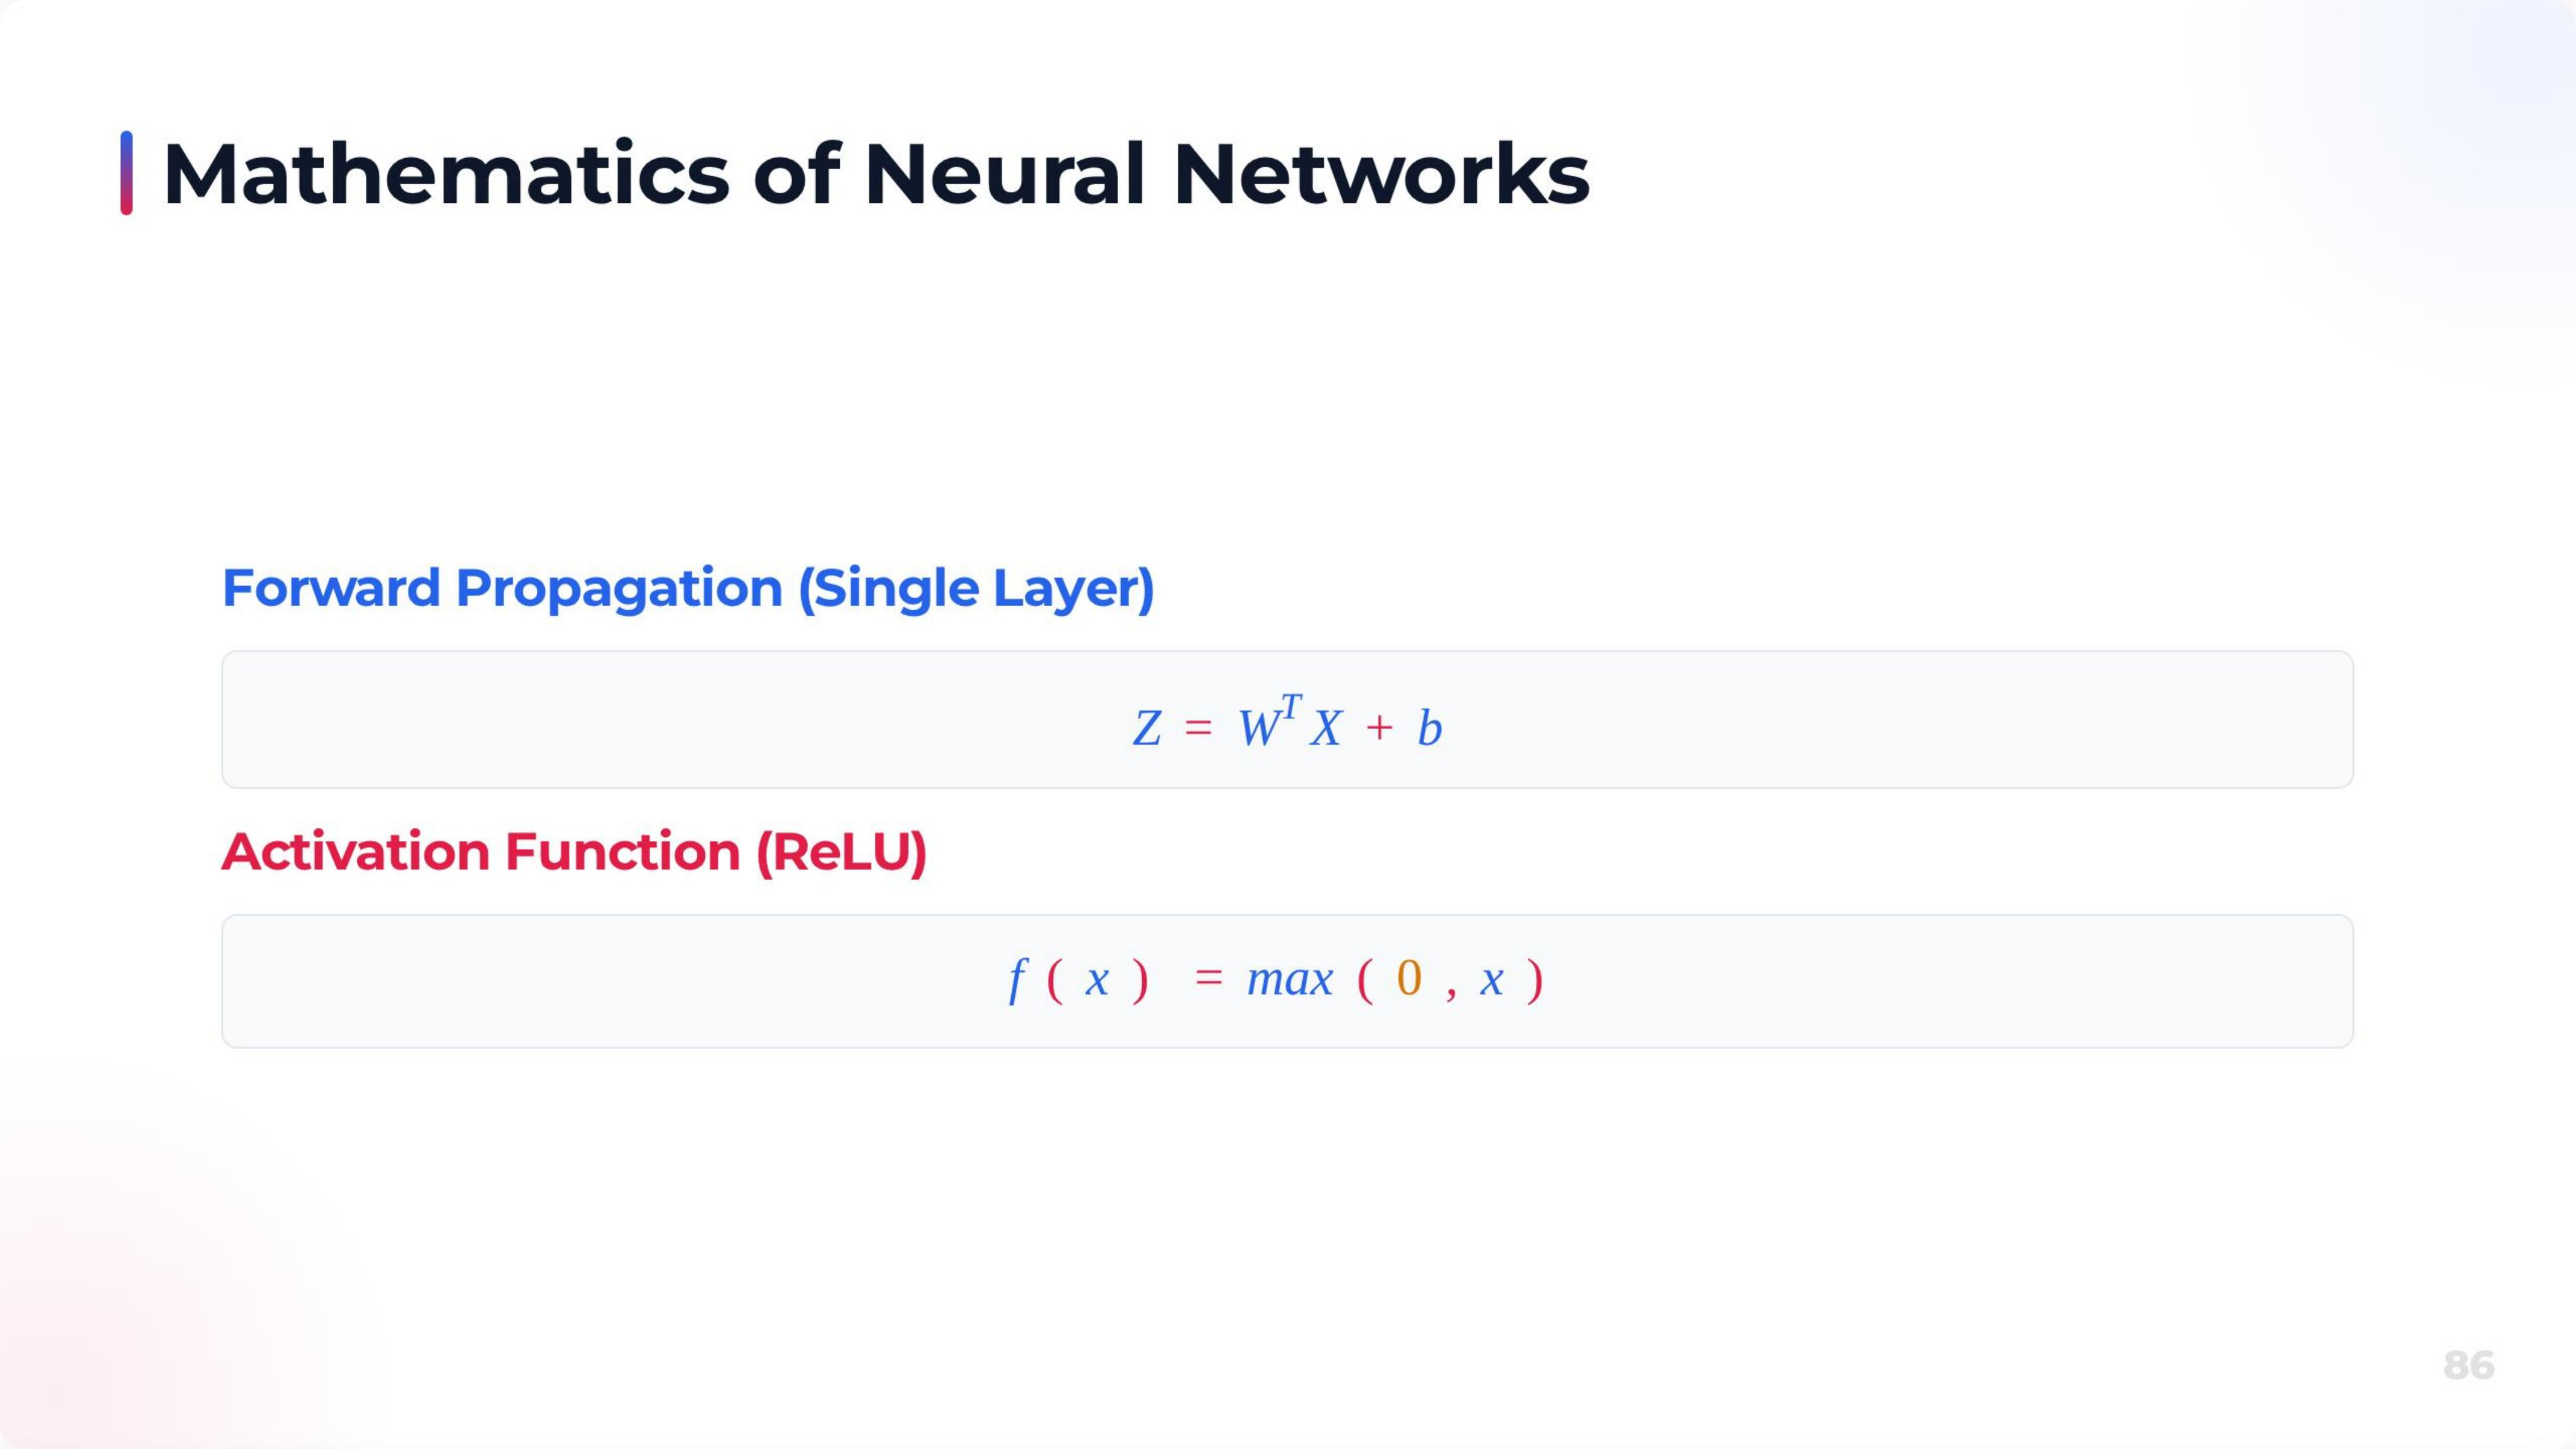 Mathematics of Neural Networks
Forward Propagation (Single Layer)
Z = W^T X + b
Activation Function (ReLU)
f ( x ) = max ( 0 , x )
86